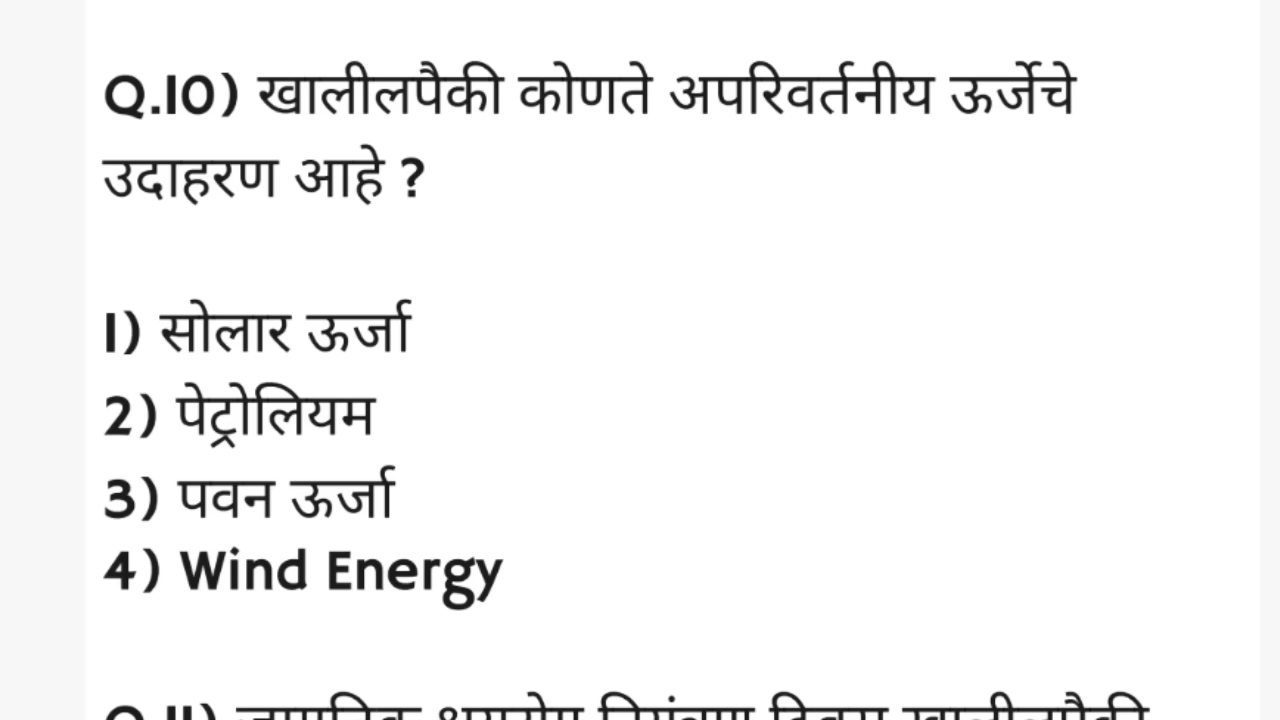 Q.10) खालीलपैकी कोणते अपरिवर्तनीय ऊर्जेचे
उदाहरण आहे ?
1) सोलार ऊर्जा
2) पेट्रोलियम
3) पवन ऊर्जा
4) Wind Energy